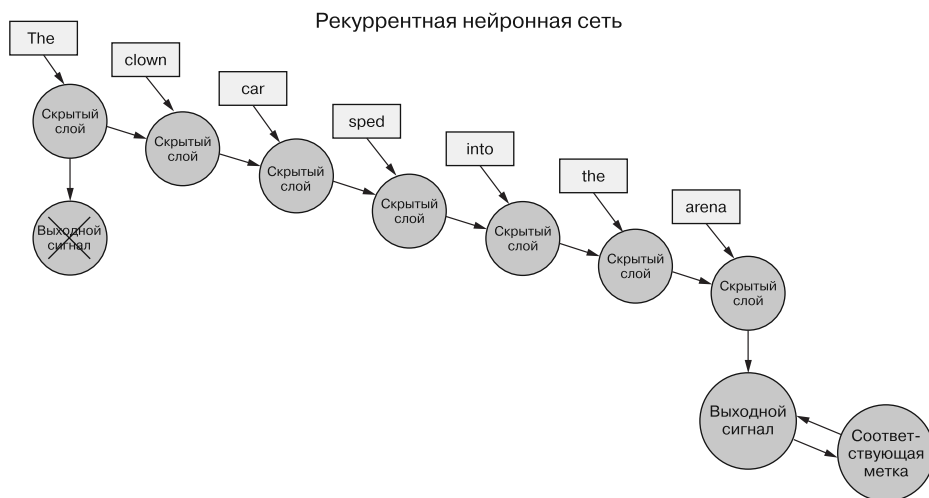 Рекуррентная нейронная сеть
The
Скрытый
слой
Выходной
сигнал
clown
Скрытый
слой
car
Скрытый
слой
sped
Скрытый
слой
into
Скрытый
слой
the
Скрытый
слой
arena
Скрытый
слой
Выходной
сигнал
Соответ-
ствующая
метка